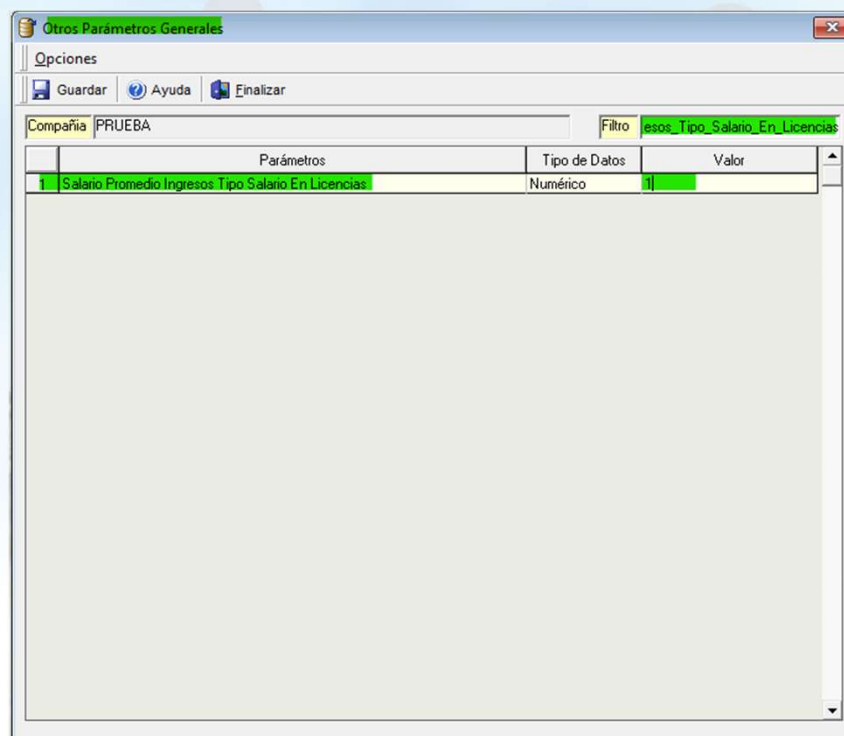 Otros Parámetros Generales
Opciones
Guardar Ayuda Finalizar
Compañia PRUEBA Filtro esos_Tipo_Salario_En_Licencias
Parámetros Tipo de Datos Valor
1 Salario Promedio Ingresos Tipo Salario En Licencias Numérico 1